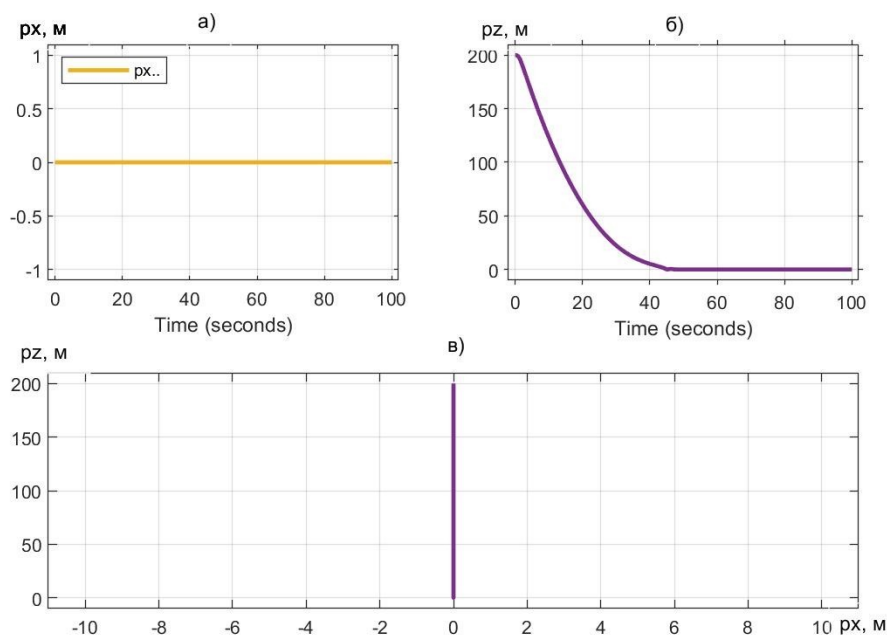 а)
px, м
1
0.5
0
-0.5
-1
px..
0 20 40 60 80 100
Time (seconds)
б)
pz, м
200
150
100
50
0
0 20 40 60 80 100
Time (seconds)
в)
pz, м
200
150
100
50
0
-10 -8 -6 -4 -2 0 2 4 6 8 10 px, м